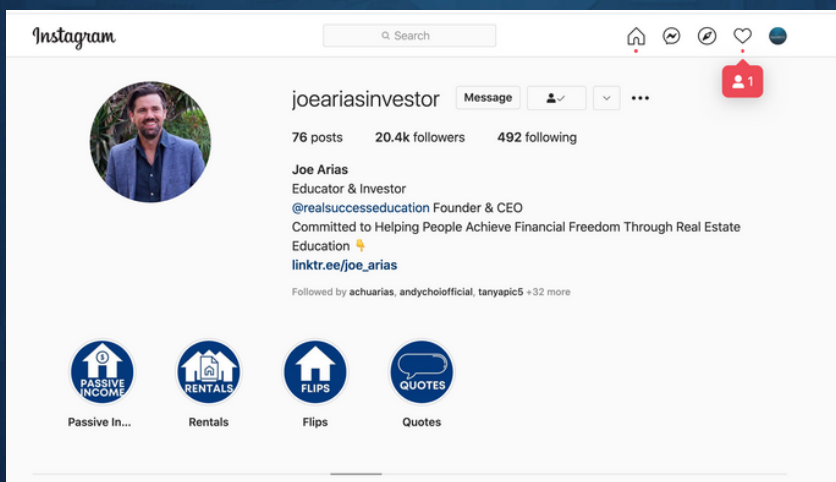 Instagram
Search
1
joeariasinvestor Message
76 posts 20.4k followers 492 following
Joe Arias
Educator & Investor
@realsuccesseducation Founder & CEO
Committed to Helping People Achieve Financial Freedom Through Real Estate
Education 👇
linktr.ee/joe_arias
Followed by achuarias, andychoiofficial, tanyapic5 +32 more
PASSIVE
INCOME
RENTALS
FLIPS
QUOTES
Passive In... Rentals Flips Quotes